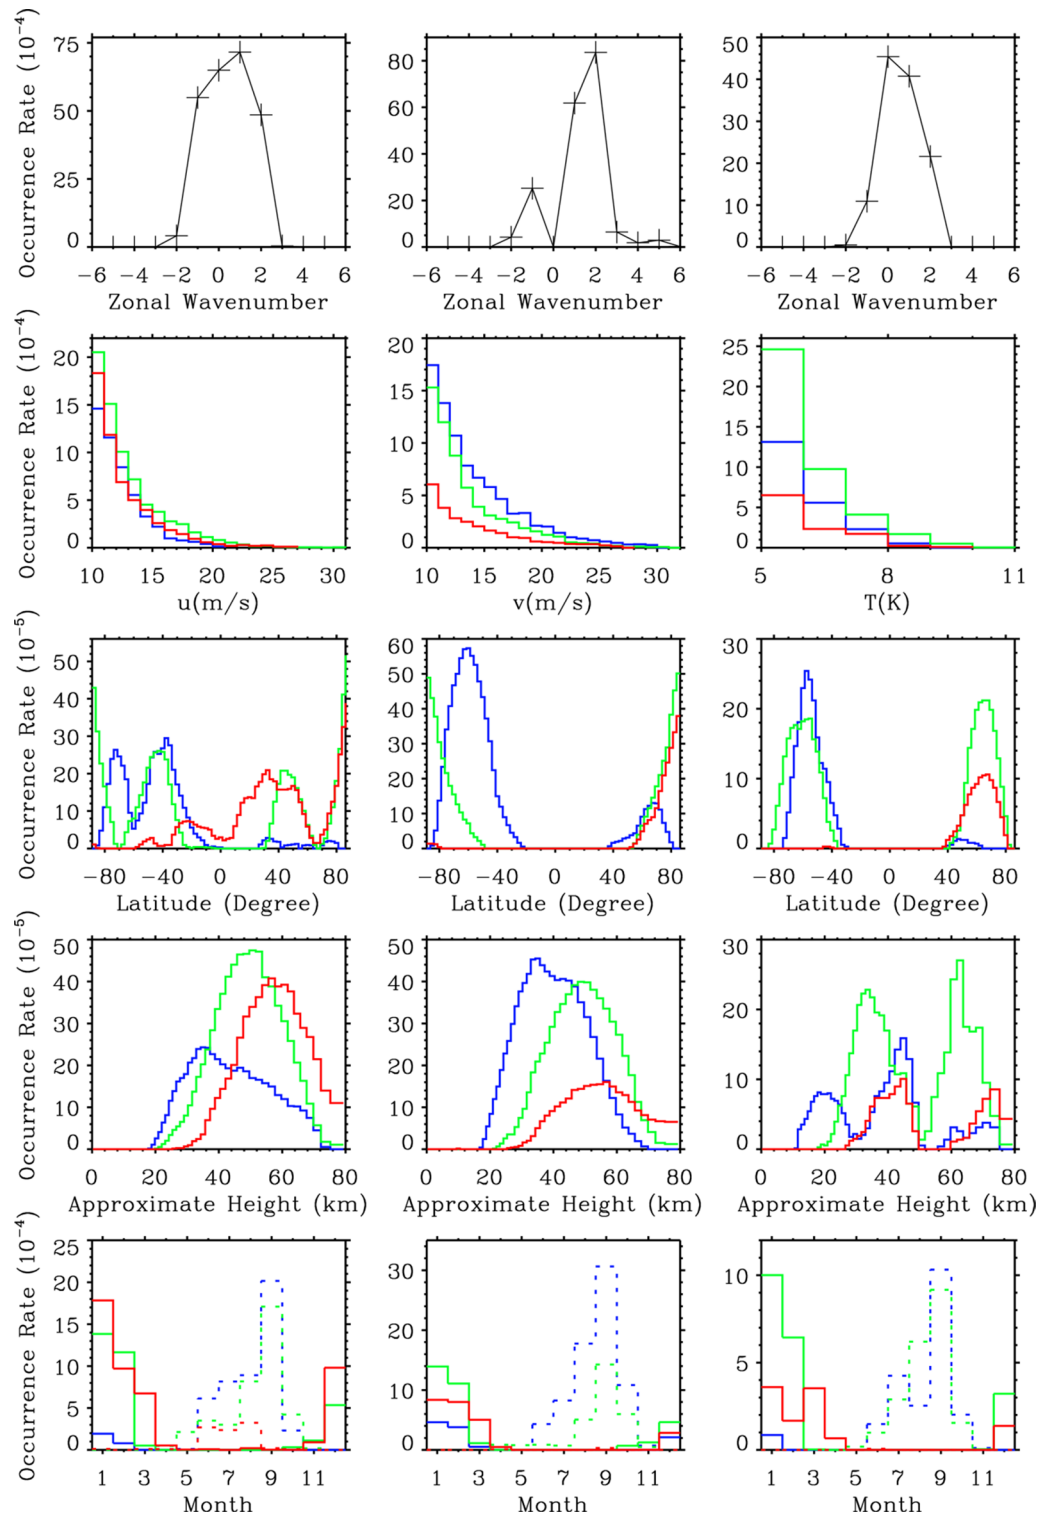 Occurrence Rate (10⁻⁴)
75
50
25
0
−6 −4 −2 0 2 4 6
Zonal Wavenumber
80
60
40
20
0
−6 −4 −2 0 2 4 6
Zonal Wavenumber
50
40
30
20
10
0
−6 −4 −2 0 2 4 6
Zonal Wavenumber
Occurrence Rate (10⁻⁴)
20
15
10
5
0
10 15 20 25 30
u(m/s)
20
15
10
5
0
10 15 20 25 30
v(m/s)
25
20
15
10
5
0
5 8 11
T(K)
Occurrence Rate (10⁻⁵)
50
40
30
20
10
0
−80 −40 0 40 80
Latitude (Degree)
60
50
40
30
20
10
0
−80 −40 0 40 80
Latitude (Degree)
30
20
10
0
−80 −40 0 40 80
Latitude (Degree)
Occurrence Rate (10⁻⁵)
50
40
30
20
10
0
0 20 40 60 80
Approximate Height (km)
50
40
30
20
10
0
0 20 40 60 80
Approximate Height (km)
30
20
10
0
0 20 40 60 80
Approximate Height (km)
Occurrence Rate (10⁻⁴)
25
20
15
10
5
0
1 3 5 7 9 11
Month
30
20
10
0
1 3 5 7 9 11
Month
10
5
0
1 3 5 7 9 11
Month